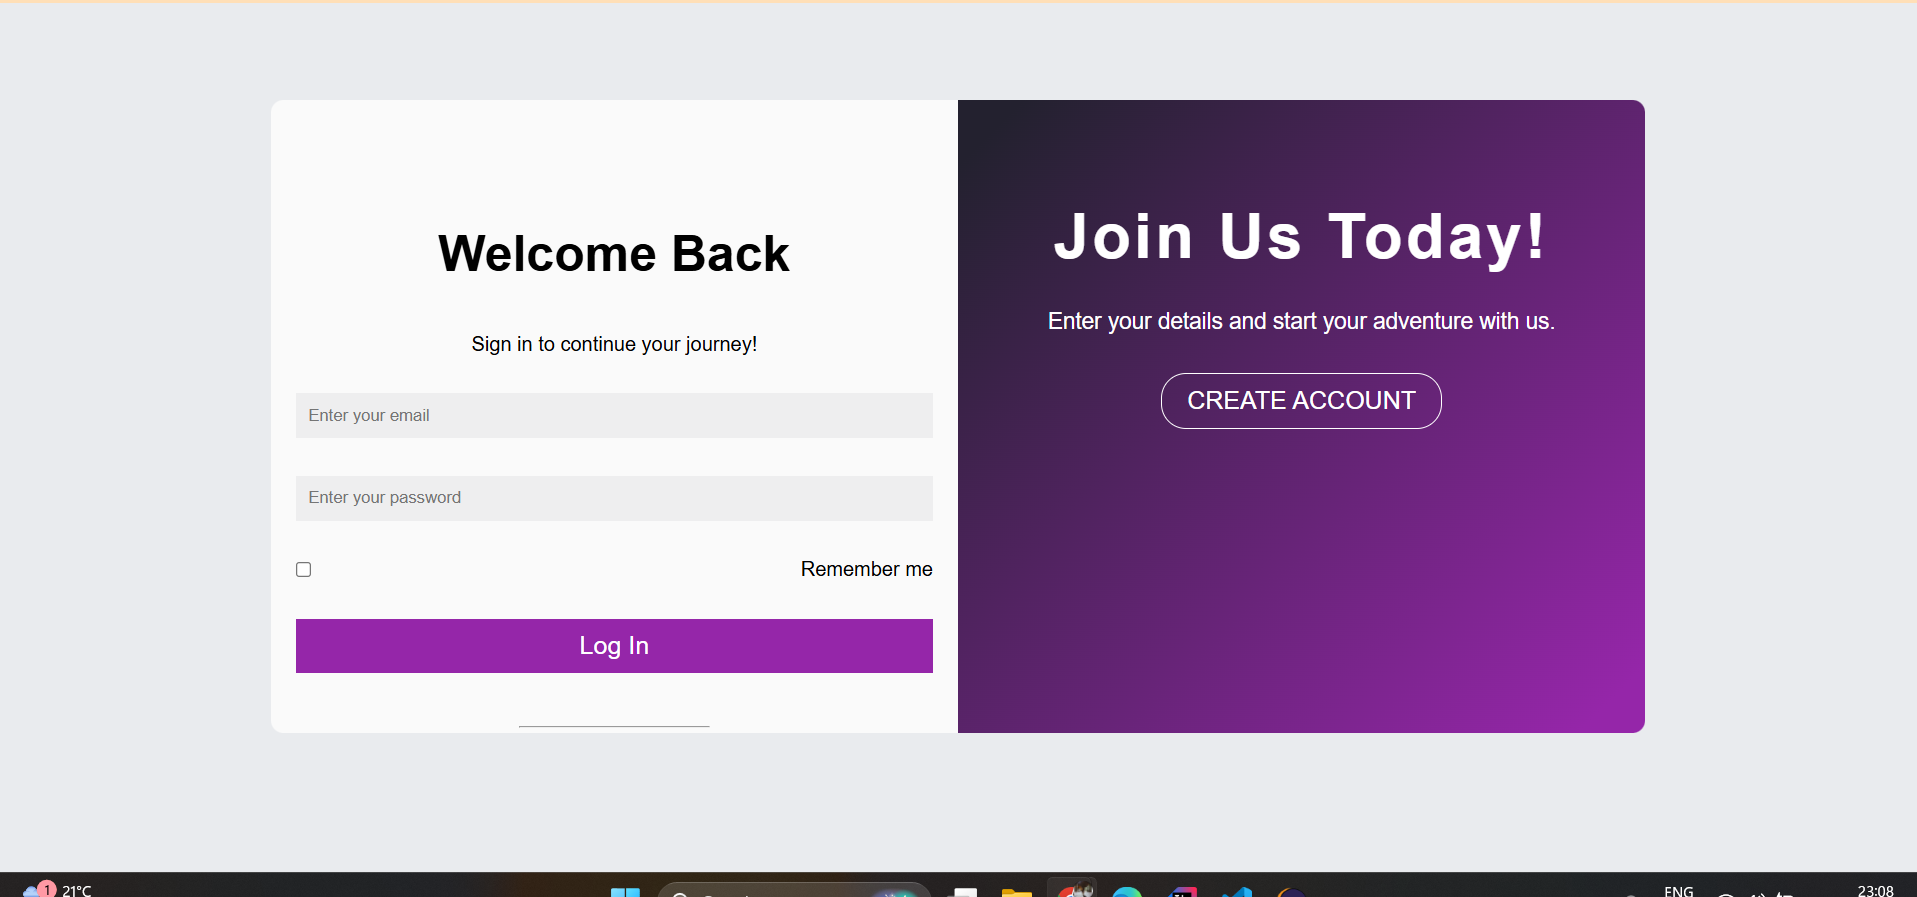 Welcome Back
Sign in to continue your journey!
Enter your email
Enter your password
Remember me
Log In
Join Us Today!
Enter your details and start your adventure with us.
CREATE ACCOUNT
1
21°C
ENG
23:08